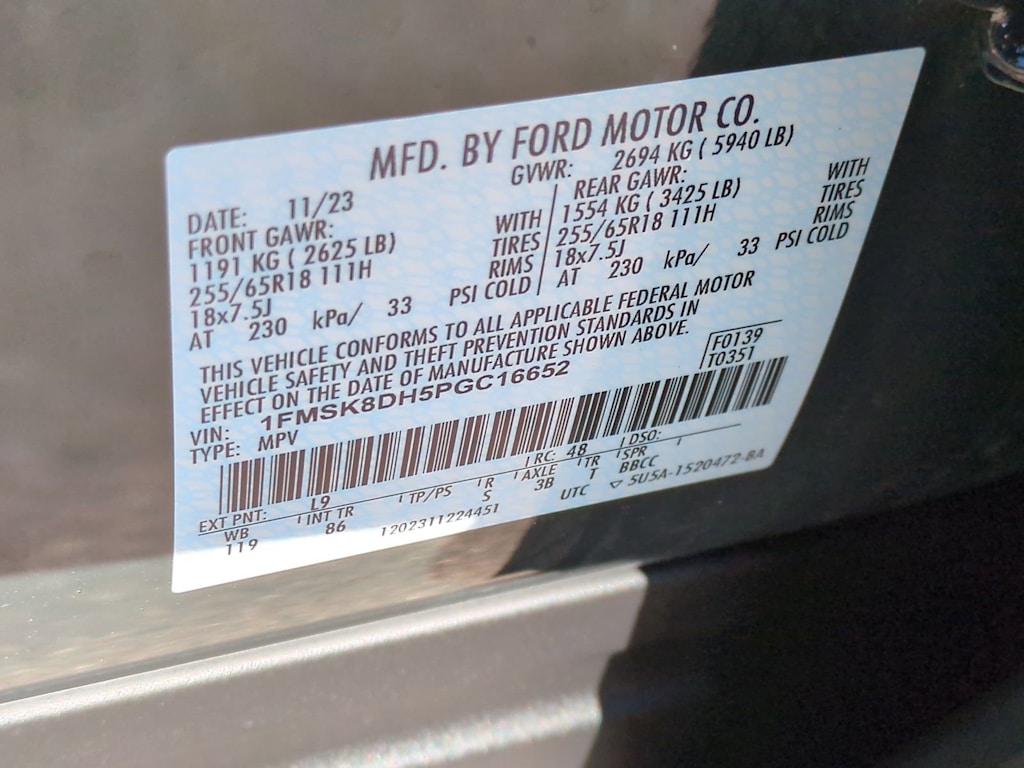 MFD. BY FORD MOTOR CO.
DATE: 11/23 GVWR: 2694 KG ( 5940 LB)
FRONT GAWR: REAR GAWR:
1191 KG ( 2625 LB) WITH 1554 KG ( 3425 LB) WITH
255/65R18 111H TIRES 255/65R18 111H TIRES
18x7.5J RIMS 18x7.5J RIMS
AT 230 kPa/ 33 PSI COLD AT 230 kPa/ 33 PSI COLD
THIS VEHICLE CONFORMS TO ALL APPLICABLE FEDERAL MOTOR
VEHICLE SAFETY AND THEFT PREVENTION STANDARDS IN
EFFECT ON THE DATE OF MANUFACTURE SHOWN ABOVE.
VIN: 1FMSK8DH5PGC16652 F0139
TYPE: MPV T0351
EXT PNT: L9 RC: 48 DSO:
WB INT TR TP/PS R AXLE TR SPR
119 86 S 3B T BBCC
1202311224451 UTC ▽ 5U5A-1520472-BA